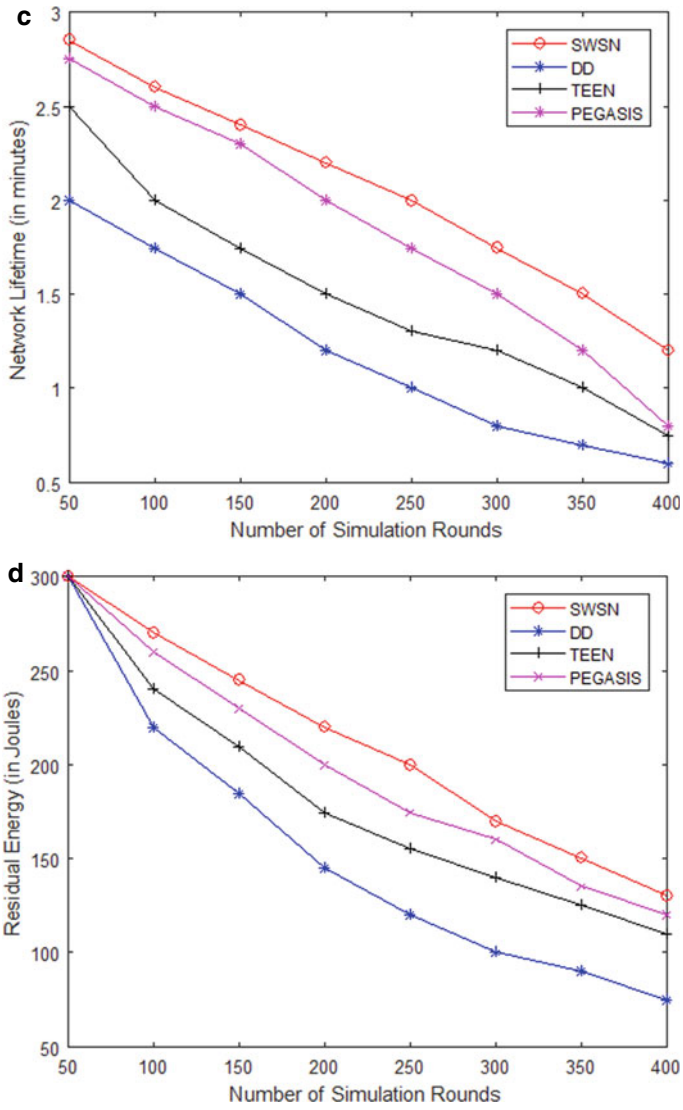 c
3
2.5
2
1.5
1
0.5
Network Lifetime (in minutes)
SWSN
DD
TEEN
PEGASIS
50 100 150 200 250 300 350 400
Number of Simulation Rounds
d
300
250
200
150
100
50
Residual Energy (in Joules)
SWSN
DD
TEEN
PEGASIS
50 100 150 200 250 300 350 400
Number of Simulation Rounds